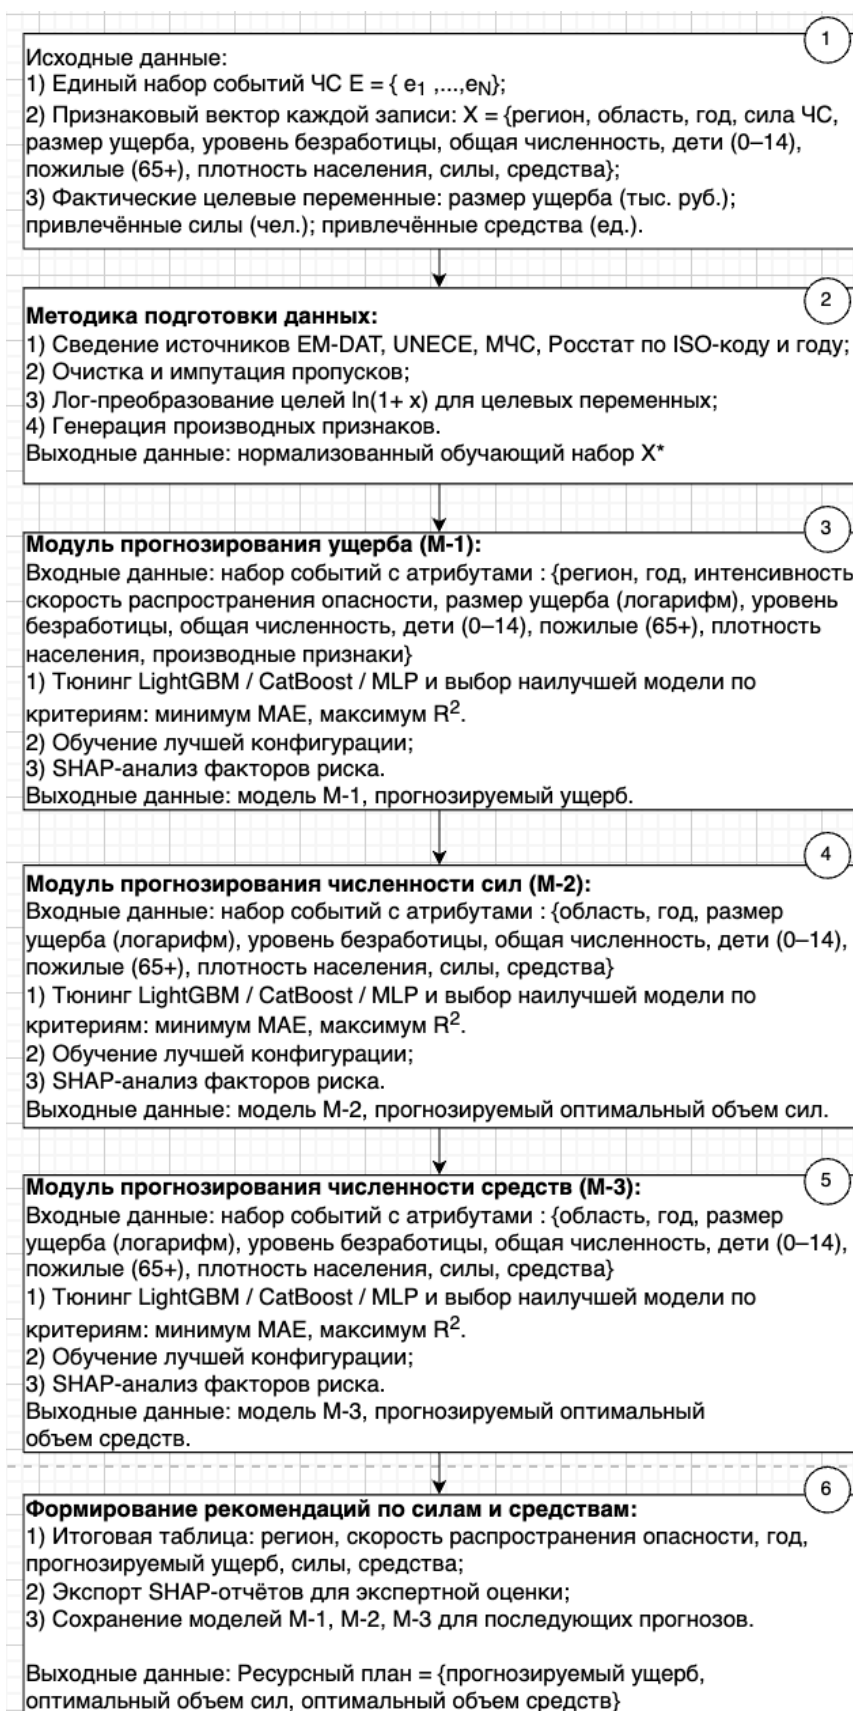 1
Исходные данные:
1) Единый набор событий ЧС E = { e₁ ,...,eN};
2) Признаковый вектор каждой записи: X = {регион, область, год, сила ЧС,
размер ущерба, уровень безработицы, общая численность, дети (0–14),
пожилые (65+), плотность населения, силы, средства};
3) Фактические целевые переменные: размер ущерба (тыс. руб.);
привлечённые силы (чел.); привлечённые средства (ед.).
2
Методика подготовки данных:
1) Сведение источников EM-DAT, UNECE, МЧС, Росстат по ISO-коду и году;
2) Очистка и импутация пропусков;
3) Лог-преобразование целей ln(1+ x) для целевых переменных;
4) Генерация производных признаков.
Выходные данные: нормализованный обучающий набор X*
3
Модуль прогнозирования ущерба (М-1):
Входные данные: набор событий с атрибутами : {регион, год, интенсивность
скорость распространения опасности, размер ущерба (логарифм), уровень
безработицы, общая численность, дети (0–14), пожилые (65+), плотность
населения, производные признаки}
1) Тюнинг LightGBM / CatBoost / MLP и выбор наилучшей модели по
критериям: минимум MAE, максимум R².
2) Обучение лучшей конфигурации;
3) SHAP-анализ факторов риска.
Выходные данные: модель М-1, прогнозируемый ущерб.
4
Модуль прогнозирования численности сил (М-2):
Входные данные: набор событий с атрибутами : {область, год, размер
ущерба (логарифм), уровень безработицы, общая численность, дети (0–14),
пожилые (65+), плотность населения, силы, средства}
1) Тюнинг LightGBM / CatBoost / MLP и выбор наилучшей модели по
критериям: минимум MAE, максимум R².
2) Обучение лучшей конфигурации;
3) SHAP-анализ факторов риска.
Выходные данные: модель М-2, прогнозируемый оптимальный объем сил.
5
Модуль прогнозирования численности средств (М-3):
Входные данные: набор событий с атрибутами : {область, год, размер
ущерба (логарифм), уровень безработицы, общая численность, дети (0–14),
пожилые (65+), плотность населения, силы, средства}
1) Тюнинг LightGBM / CatBoost / MLP и выбор наилучшей модели по
критериям: минимум MAE, максимум R².
2) Обучение лучшей конфигурации;
3) SHAP-анализ факторов риска.
Выходные данные: модель М-3, прогнозируемый оптимальный
объем средств.
6
Формирование рекомендаций по силам и средствам:
1) Итоговая таблица: регион, скорость распространения опасности, год,
прогнозируемый ущерб, силы, средства;
2) Экспорт SHAP-отчётов для экспертной оценки;
3) Сохранение моделей М-1, М-2, М-3 для последующих прогнозов.
Выходные данные: Ресурсный план = {прогнозируемый ущерб,
оптимальный объем сил, оптимальный объем средств}